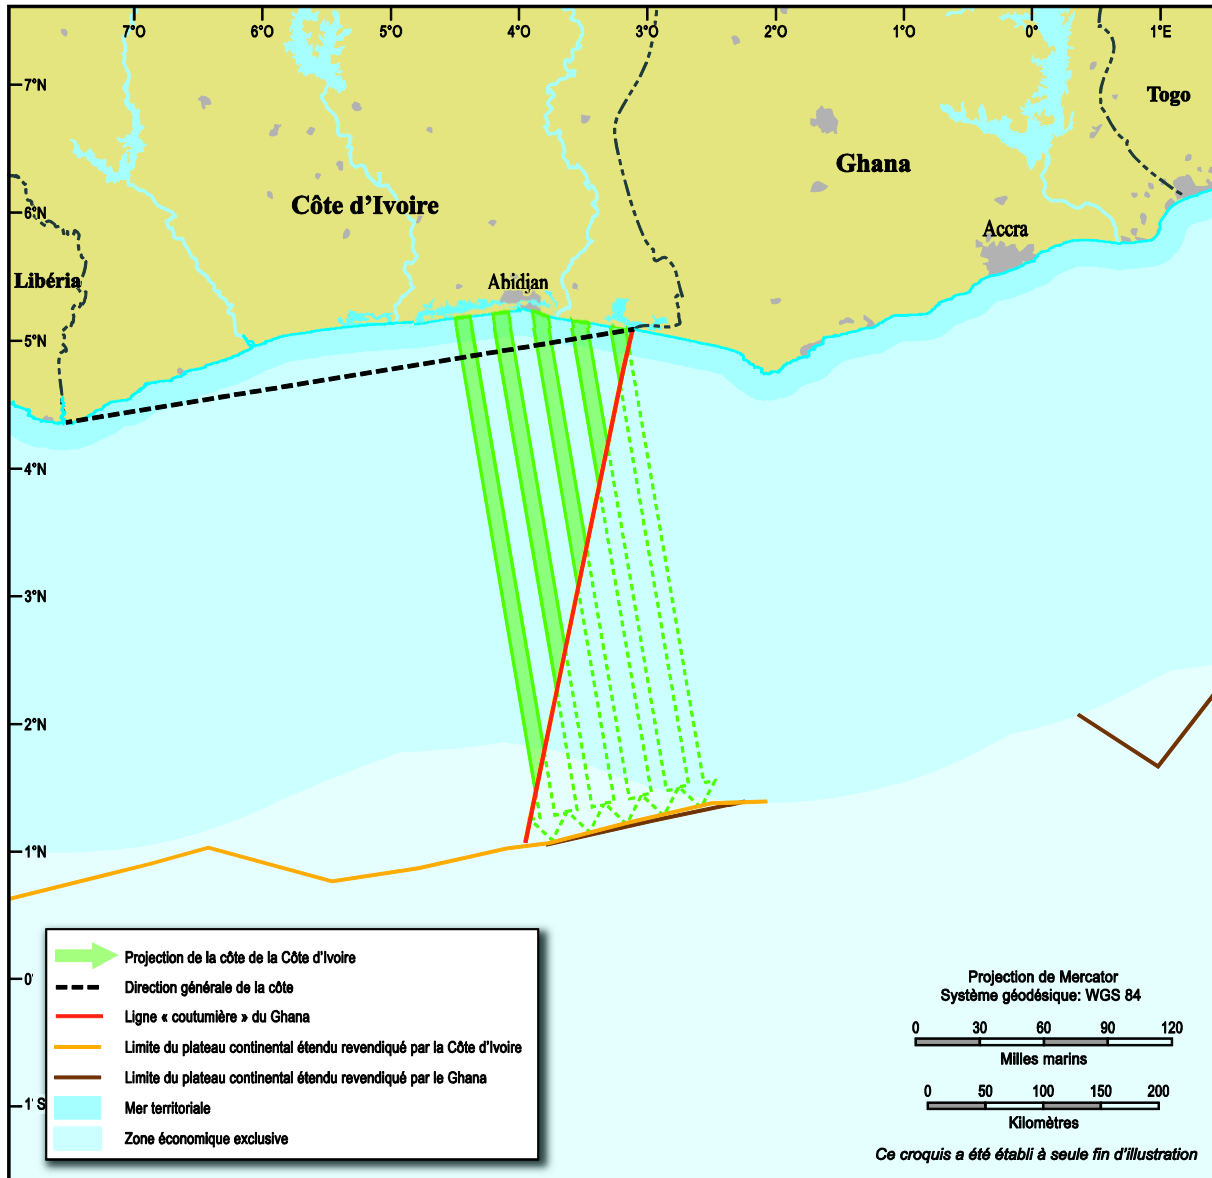 7°O 6°O 5°O 4°O 3°O 2°O 1°O 0° 1°E
7°N
Togo
Ghana
Côte d'Ivoire
6°N
Accra
Libéria
Abidjan
5°N
4°N
3°N
2°N
1°N
0°
1° S
Projection de la côte de la Côte d'Ivoire
Direction générale de la côte
Ligne « coutumière » du Ghana
Limite du plateau continental étendu revendiqué par la Côte d'Ivoire
Limite du plateau continental étendu revendiqué par le Ghana
Mer territoriale
Zone économique exclusive
Projection de Mercator
Système géodésique: WGS 84
0 30 60 90 120
Milles marins
0 50 100 150 200
Kilomètres
Ce croquis a été établi à seule fin d'illustration